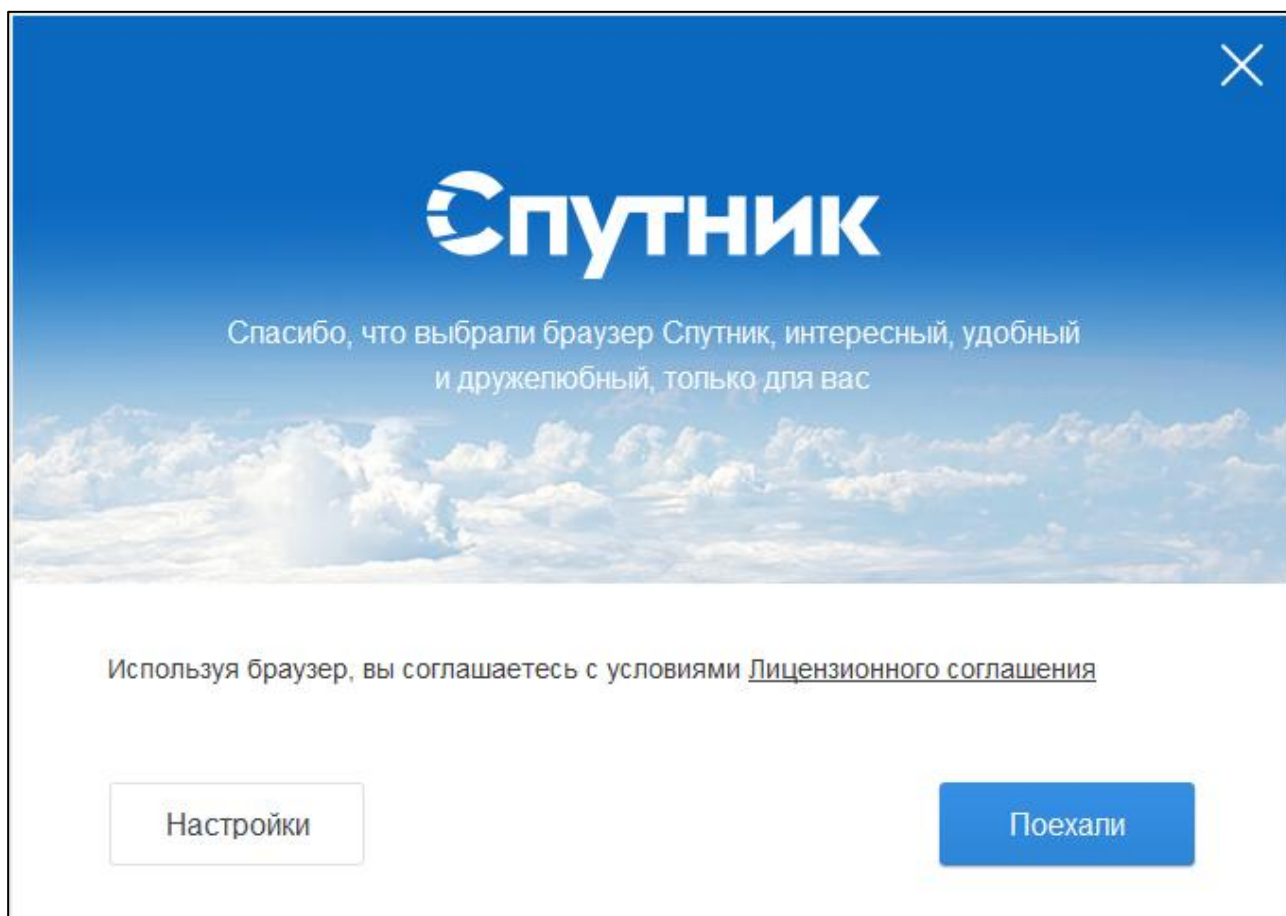 Спутник
Спасибо, что выбрали браузер Спутник, интересный, удобный
и дружелюбный, только для вас
Используя браузер, вы соглашаетесь с условиями Лицензионного соглашения
Настройки
Поехали